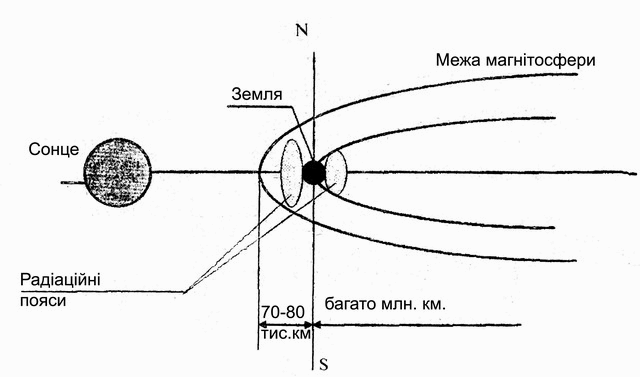 N
Межа магнітосфери
Земля
Сонце
Радіаційні
пояси
70-80
тис.км
багато млн. км.
S